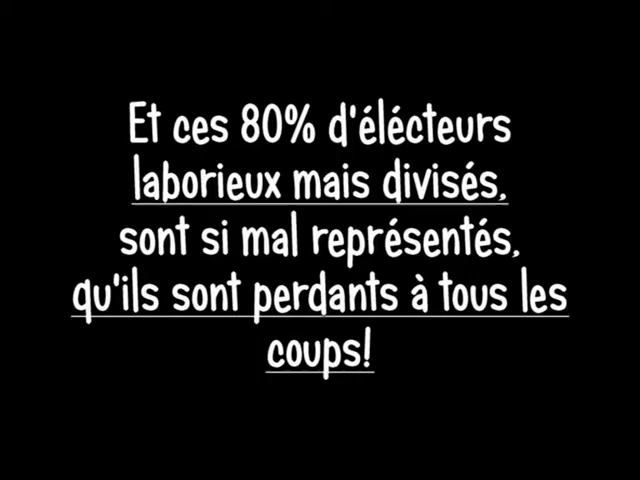 Et ces 80% d'élécteurs
laborieux mais divisés,
sont si mal représentés,
qu'ils sont perdants à tous les
coups!